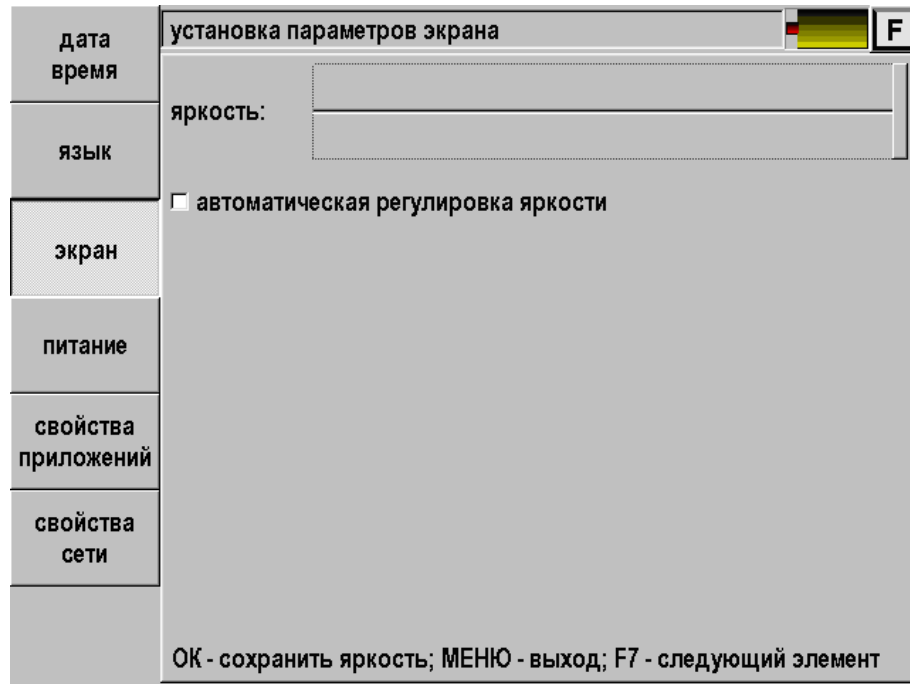 дата
время
язык
экран
питание
свойства
приложений
свойства
сети
установка параметров экрана
F
яркость:
автоматическая регулировка яркости
ОК - сохранить яркость; МЕНЮ - выход; F7 - следующий элемент